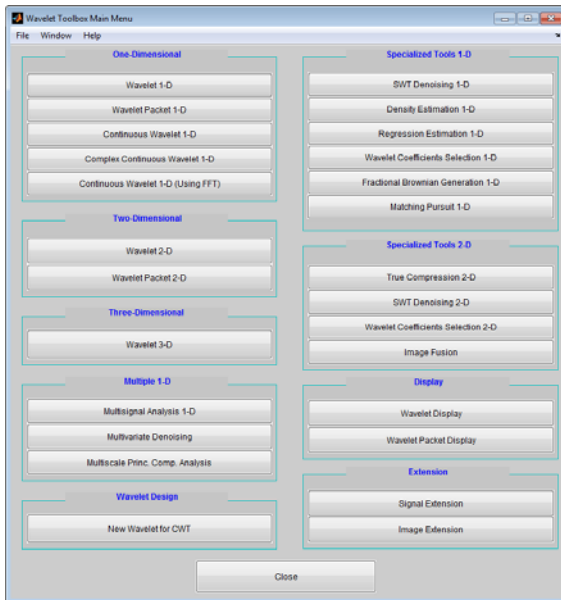 Wavelet Toolbox Main Menu
File Window Help
One-Dimensional
Wavelet 1-D
Wavelet Packet 1-D
Continuous Wavelet 1-D
Complex Continuous Wavelet 1-D
Continuous Wavelet 1-D (Using FFT)
Two-Dimensional
Wavelet 2-D
Wavelet Packet 2-D
Three-Dimensional
Wavelet 3-D
Multiple 1-D
Multisignal Analysis 1-D
Multivariate Denoising
Multiscale Princ. Comp. Analysis
Wavelet Design
New Wavelet for CWT
Specialized Tools 1-D
SWT Denoising 1-D
Density Estimation 1-D
Regression Estimation 1-D
Wavelet Coefficients Selection 1-D
Fractional Brownian Generation 1-D
Matching Pursuit 1-D
Specialized Tools 2-D
True Compression 2-D
SWT Denoising 2-D
Wavelet Coefficients Selection 2-D
Image Fusion
Display
Wavelet Display
Wavelet Packet Display
Extension
Signal Extension
Image Extension
Close